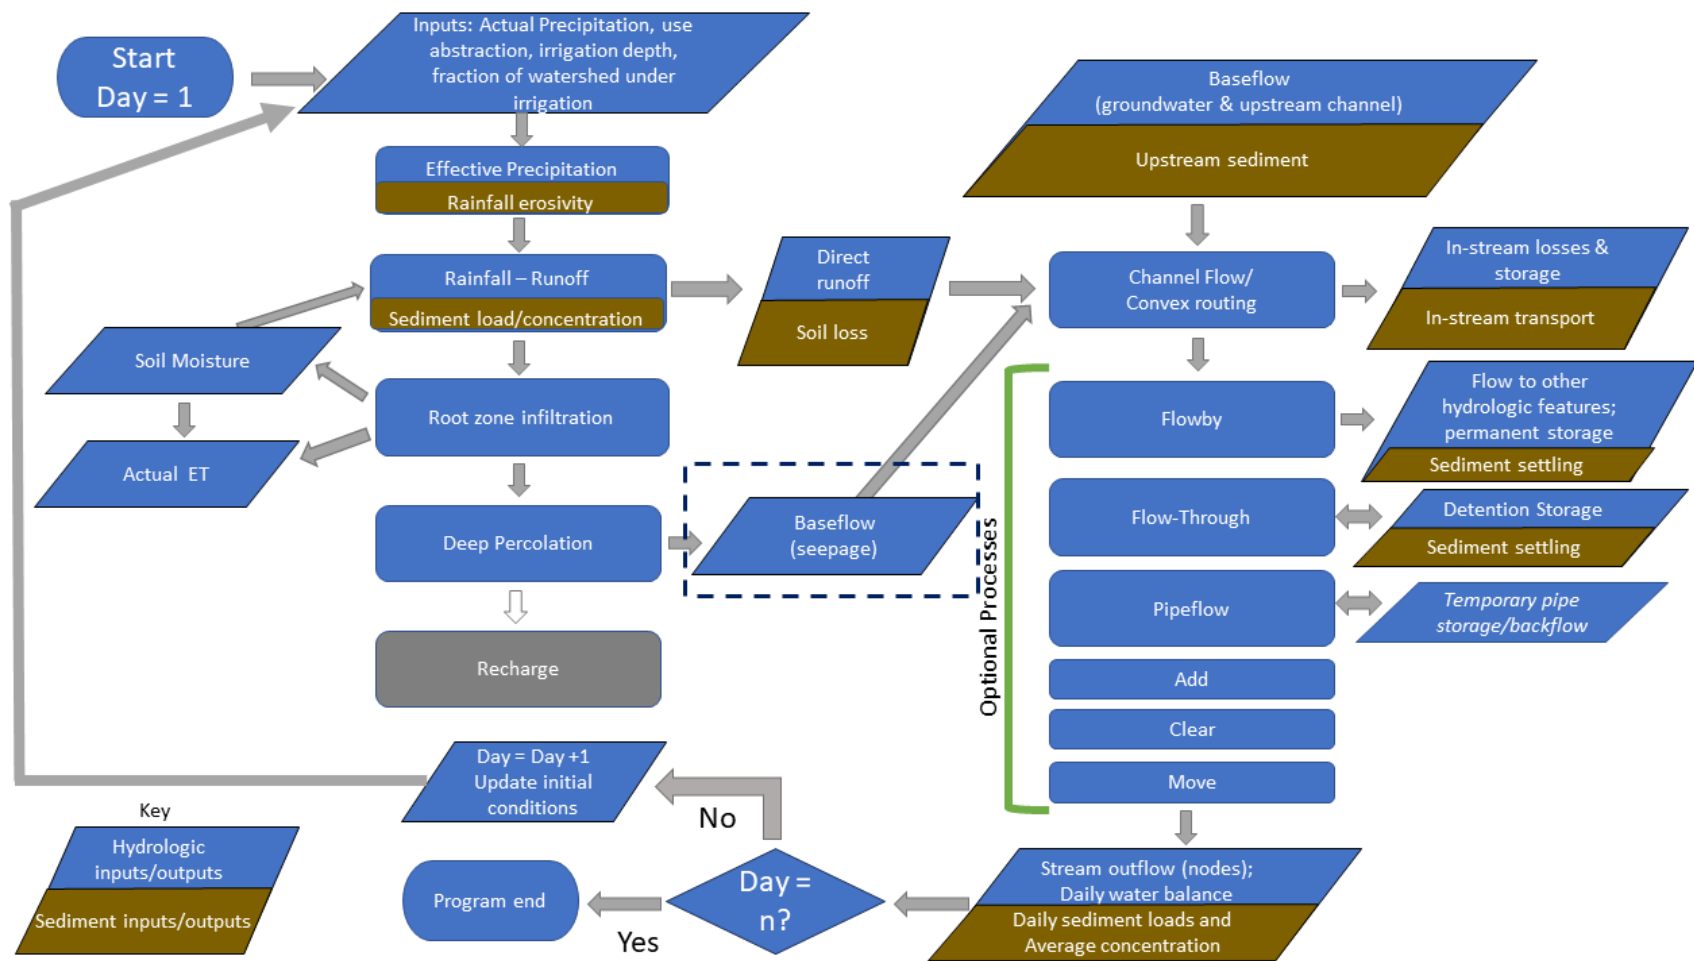 Start
Day = 1
Inputs: Actual Precipitation, use
abstraction, irrigation depth,
fraction of watershed under
irrigation
Effective Precipitation
Rainfall erosivity
Rainfall – Runoff
Sediment load/concentration
Direct
runoff
Soil loss
Soil Moisture
Root zone infiltration
Actual ET
Deep Percolation
Baseflow
(seepage)
Recharge
Baseflow
(groundwater & upstream channel)
Upstream sediment
Channel Flow/
Convex routing
In-stream losses &
storage
In-stream transport
Optional Processes
Flowby
Flow to other
hydrologic features;
permanent storage
Sediment settling
Flow-Through
Detention Storage
Sediment settling
Pipeflow
Temporary pipe
storage/backflow
Add
Clear
Move
Day = Day +1
Update initial
conditions
No
Key
Hydrologic
inputs/outputs
Sediment inputs/outputs
Program end
Yes
Day =
n?
Stream outflow (nodes);
Daily water balance
Daily sediment loads and
Average concentration